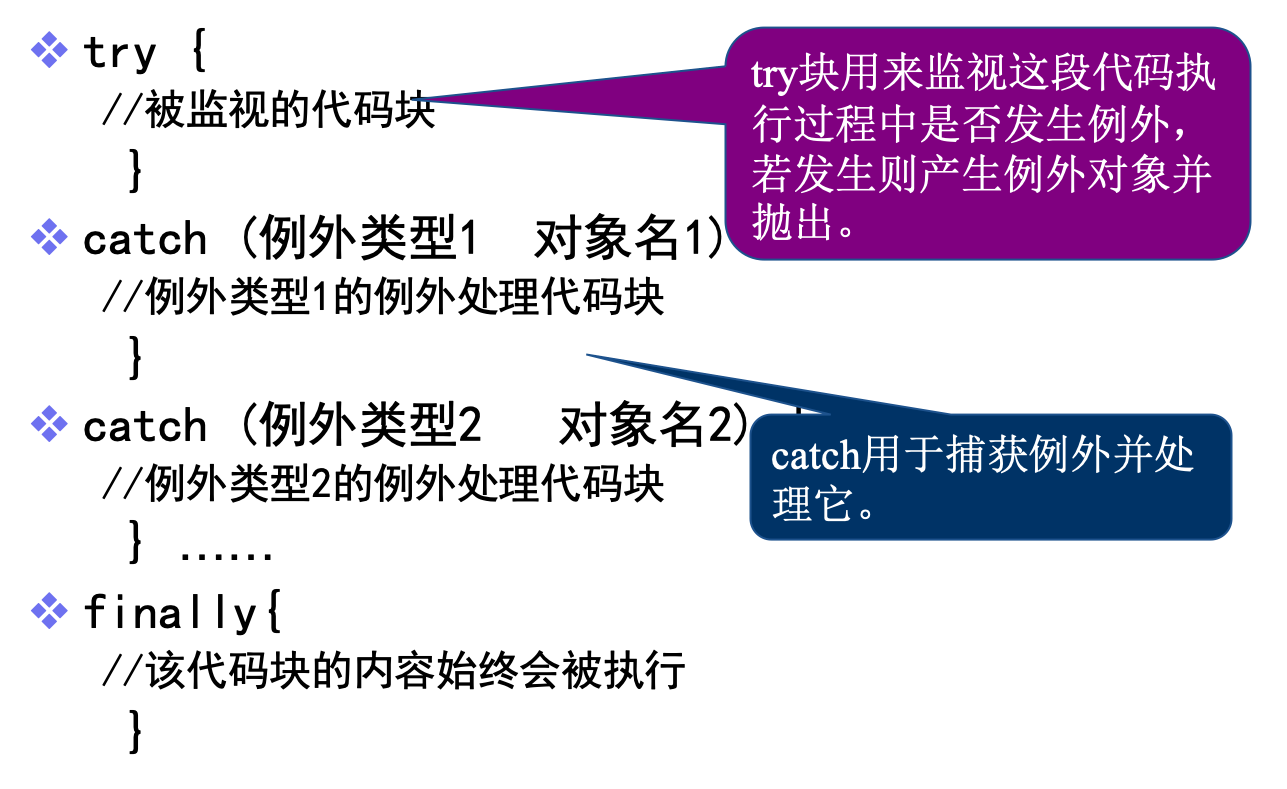 try {
//被监视的代码块
}
catch (例外类型1 对象名1)
//例外类型1的例外处理代码块
}
catch (例外类型2 对象名2)
//例外类型2的例外处理代码块
} ……
finally{
//该代码块的内容始终会被执行
}
try块用来监视这段代码执
行过程中是否发生例外，
若发生则产生例外对象并
抛出。
catch用于捕获例外并处
理它。